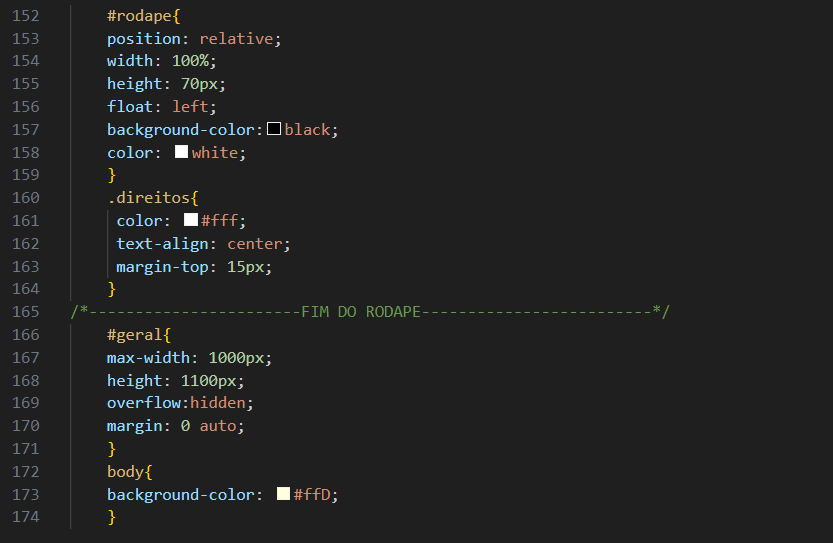 152 #rodape{
153 position: relative;
154 width: 100%;
155 height: 70px;
156 float: left;
157 background-color: black;
158 color: white;
159 }
160 .direitos{
161 color: #fff;
162 text-align: center;
163 margin-top: 15px;
164 }
165 /*-----------------------FIM DO RODAPE-------------------------*/
166 #geral{
167 max-width: 1000px;
168 height: 1100px;
169 overflow:hidden;
170 margin: 0 auto;
171 }
172 body{
173 background-color: #ffD;
174 }